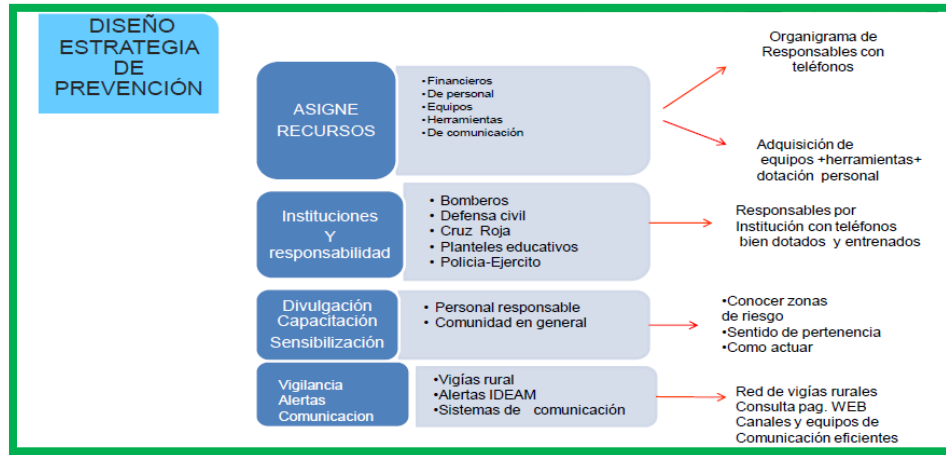 DISEÑO
ESTRATEGIA
DE
PREVENCIÓN
ASIGNE
RECURSOS
•Financieros
•De personal
•Equipos
•Herramientas
•De comunicación
Organigrama de
Responsables con
teléfonos
Adquisición de
equipos +herramientas+
dotación personal
Instituciones
Y
responsabilidad
• Bomberos
• Defensa civil
• Cruz Roja
• Planteles educativos
• Policia-Ejercito
Responsables por
Institución con teléfonos
bien dotados y entrenados
Divulgación
Capacitación
Sensibilización
• Personal responsable
• Comunidad en general
•Conocer zonas
de riesgo
•Sentido de pertenencia
•Como actuar
Vigilancia
Alertas
Comunicacion
•Vigías rural
•Alertas IDEAM
•Sistemas de comunicación
Red de vigías rurales
Consulta pag. WEB
Canales y equipos de
Comunicación eficientes